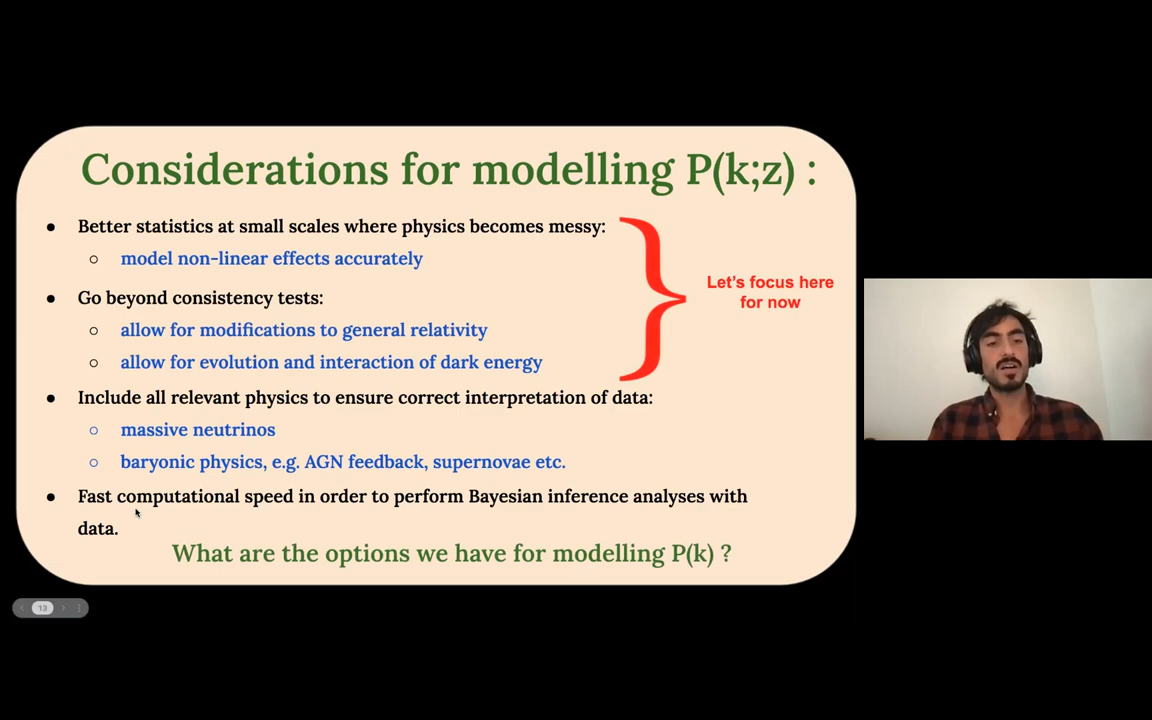 Considerations for modelling P(k;z) :
● Better statistics at small scales where physics becomes messy:
○ model non-linear effects accurately
● Go beyond consistency tests:
○ allow for modifications to general relativity
○ allow for evolution and interaction of dark energy
Let's focus here
for now
● Include all relevant physics to ensure correct interpretation of data:
○ massive neutrinos
○ baryonic physics, e.g. AGN feedback, supernovae etc.
● Fast computational speed in order to perform Bayesian inference analyses with
data.
What are the options we have for modelling P(k) ?
13